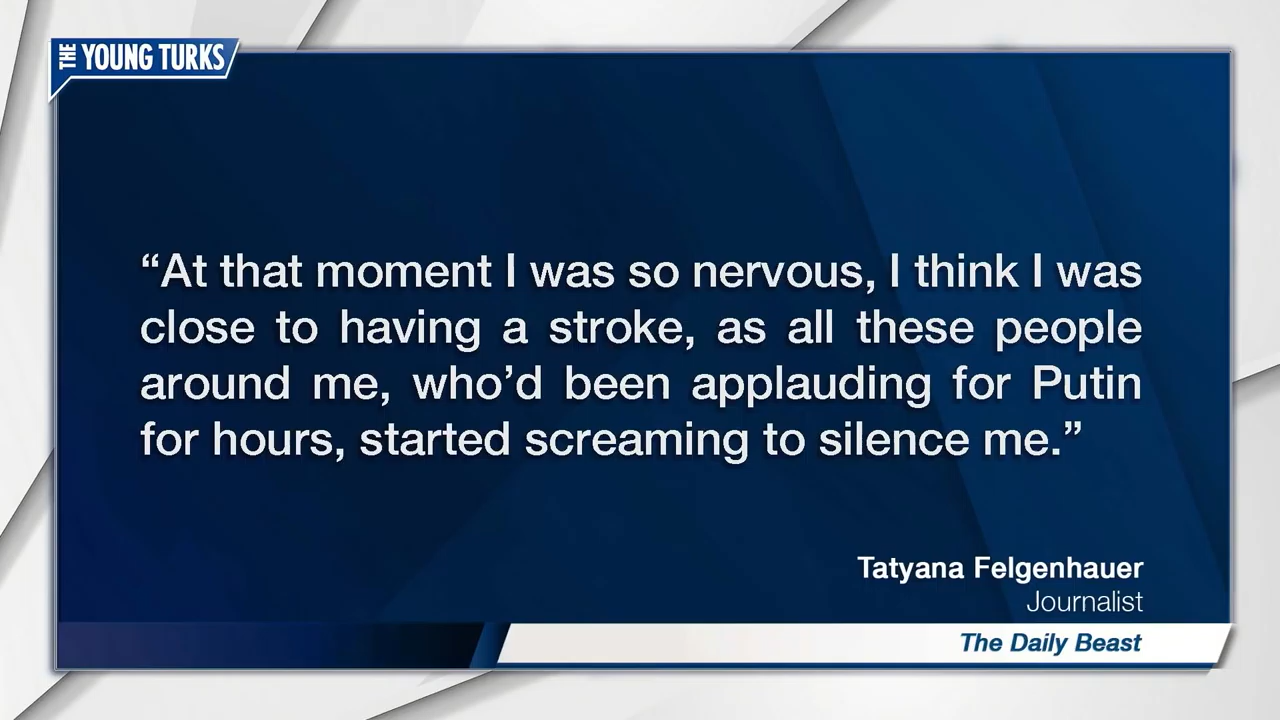 THE YOUNG TURKS
“At that moment I was so nervous, I think I was
close to having a stroke, as all these people
around me, who’d been applauding for Putin
for hours, started screaming to silence me.”
Tatyana Felgenhauer
Journalist
The Daily Beast